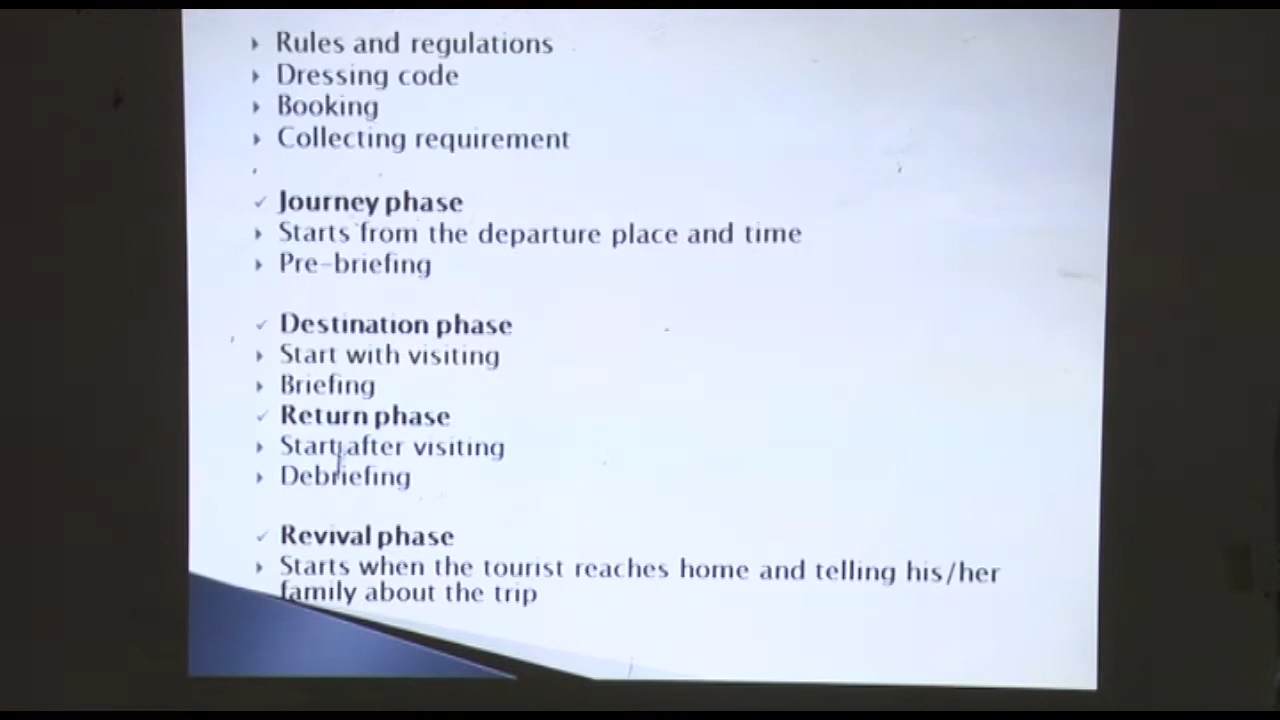 Rules and regulations
Dressing code
Booking
Collecting requirement
Journey phase
Starts from the departure place and time
Pre-briefing
Destination phase
Start with visiting
Briefing
Return phase
Start after visiting
Debriefing
Revival phase
Starts when the tourist reaches home and telling his/her
family about the trip